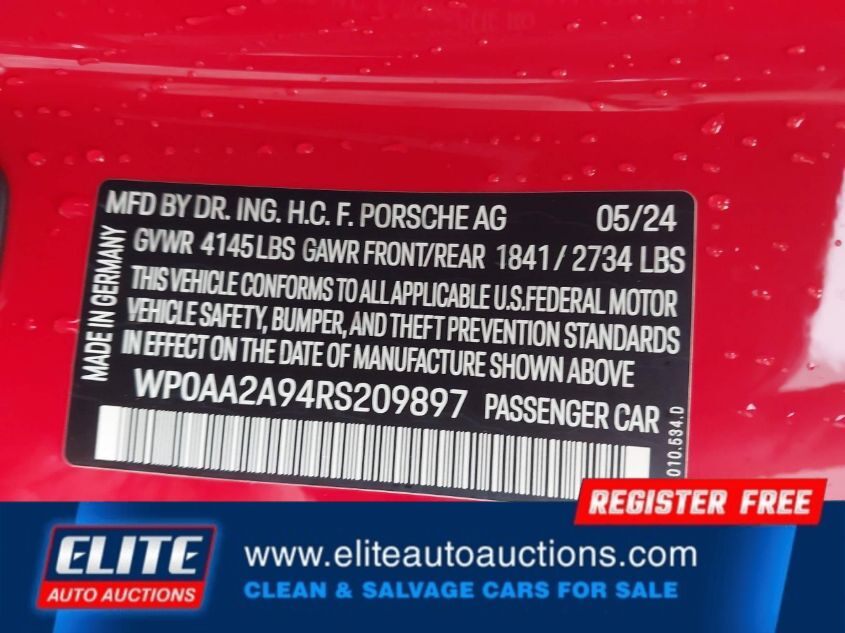 MFD BY DR. ING. H.C. F. PORSCHE AG 05/24
GVWR 4145 LBS GAWR FRONT/REAR 1841 / 2734 LBS
THIS VEHICLE CONFORMS TO ALL APPLICABLE U.S. FEDERAL MOTOR
VEHICLE SAFETY, BUMPER, AND THEFT PREVENTION STANDARDS
IN EFFECT ON THE DATE OF MANUFACTURE SHOWN ABOVE
WP0AA2A94RS209897 PASSENGER CAR
MADE IN GERMANY
010.534.D
REGISTER FREE
ELITE
AUTO AUCTIONS
www.eliteautoauctions.com
CLEAN & SALVAGE CARS FOR SALE